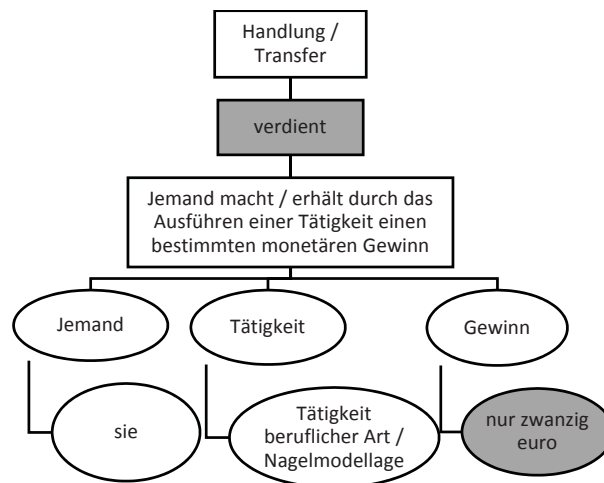 Handlung /
Transfer
verdient
Jemand macht / erhält durch das
Ausführen einer Tätigkeit einen
bestimmten monetären Gewinn
Jemand
Tätigkeit
Gewinn
sie
Tätigkeit
beruflicher Art /
Nagelmodellage
nur zwanzig
euro